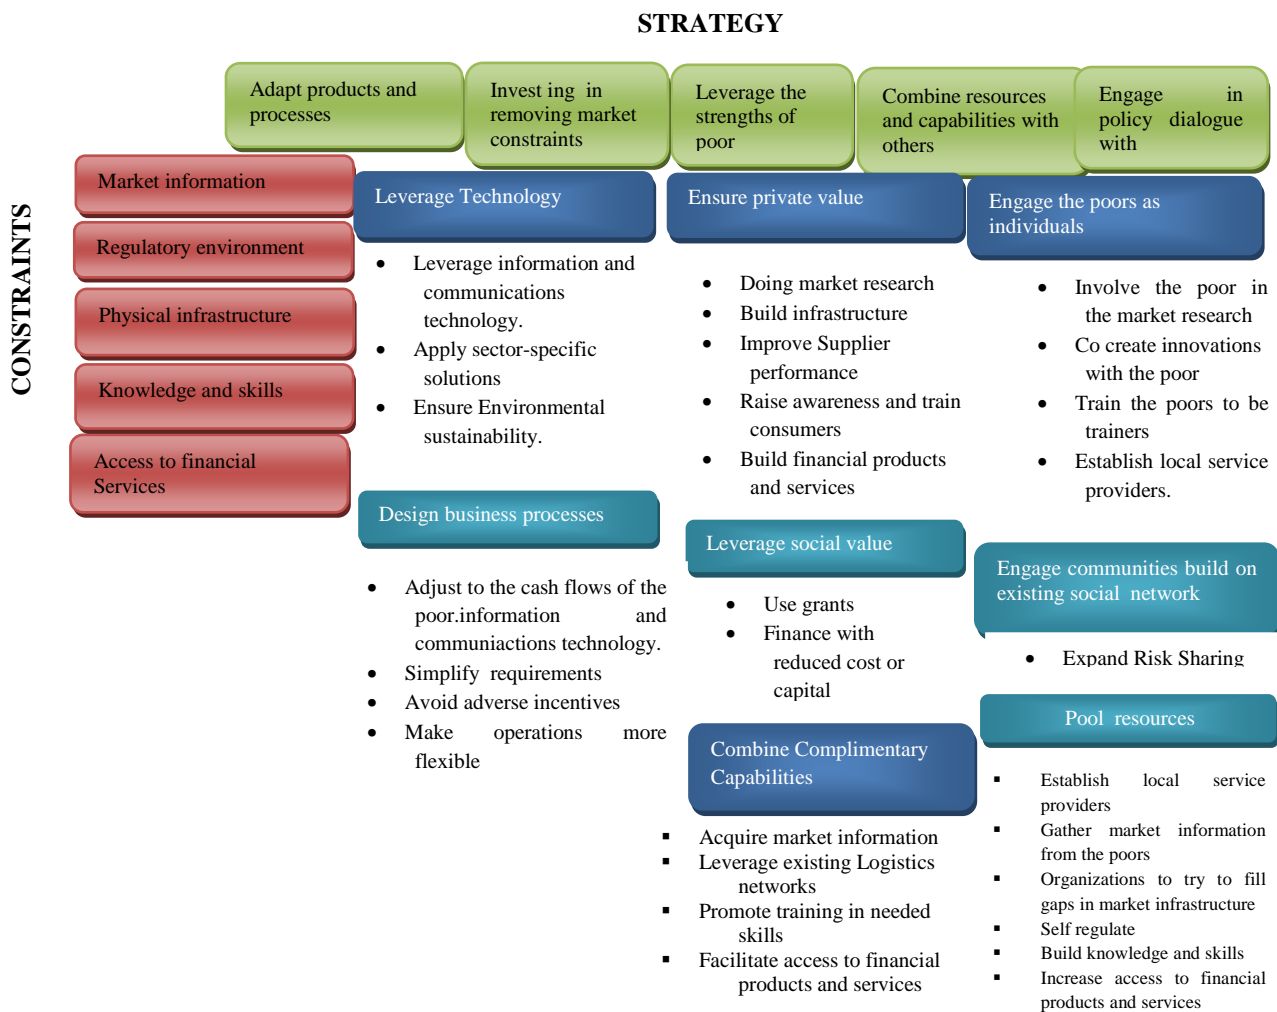 STRATEGY
Adapt products and
processes
Invest ing in
removing market
constraints
Leverage the
strengths of
poor
Combine resources
and capabilities with
others
Engage in
policy dialogue
with
CONSTRAINTS
Market information
Regulatory environment
Physical infrastructure
Knowledge and skills
Access to financial
Services
Leverage Technology
• Leverage information and
communications
technology.
• Apply sector-specific
solutions
• Ensure Environmental
sustainability.
Design business processes
• Adjust to the cash flows of the
poor.information and
communiactions technology.
• Simplify requirements
• Avoid adverse incentives
• Make operations more
flexible
Ensure private value
• Doing market research
• Build infrastructure
• Improve Supplier
performance
• Raise awareness and train
consumers
• Build financial products
and services
Leverage social value
• Use grants
• Finance with
reduced cost or
capital
Combine Complimentary
Capabilities
▪ Acquire market information
▪ Leverage existing Logistics
networks
▪ Promote training in needed
skills
▪ Facilitate access to financial
products and services
Engage the poors as
individuals
• Involve the poor in
the market research
• Co create innovations
with the poor
• Train the poors to be
trainers
• Establish local service
providers.
Engage communities build on
existing social network
• Expand Risk Sharing
Pool resources
▪ Establish local service
providers
▪ Gather market information
from the poors
▪ Organizations to try to fill
gaps in market infrastructure
▪ Self regulate
▪ Build knowledge and skills
▪ Increase access to financial
products and services